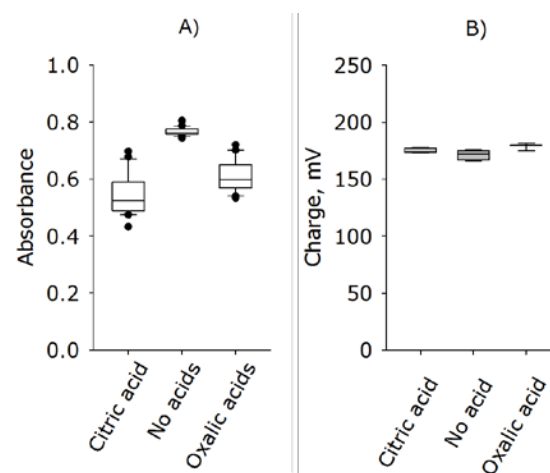 A)
Absorbance
1.0
0.8
0.6
0.4
0.2
0.0
Citric acid
No acids
Oxalic acids
B)
Charge, mV
250
200
150
100
50
0
Citric acid
No acid
Oxalic acid